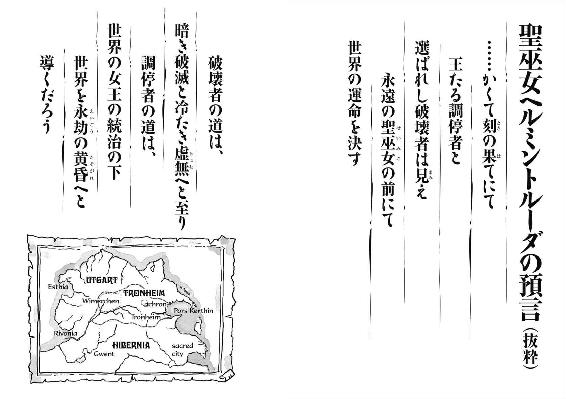 聖巫女ヘルミントルーダの預言(抜粋)
……かくて刻の果てにて
王たる調停者と
選ばれし破壊者は見え
永遠の聖巫女の前にて
世界の運命を決す
破壊者の道は、
暗き破滅と冷たき虚無へと至り
調停者の道は、
世界の女王の統治の下
世界を永劫の黄昏へと
導くだろう
UTGART
Esthia
TRONHEIM
Tronheim
Pors Kerthin
Rivonia
HIBERNIA
Gwent
sacred
city